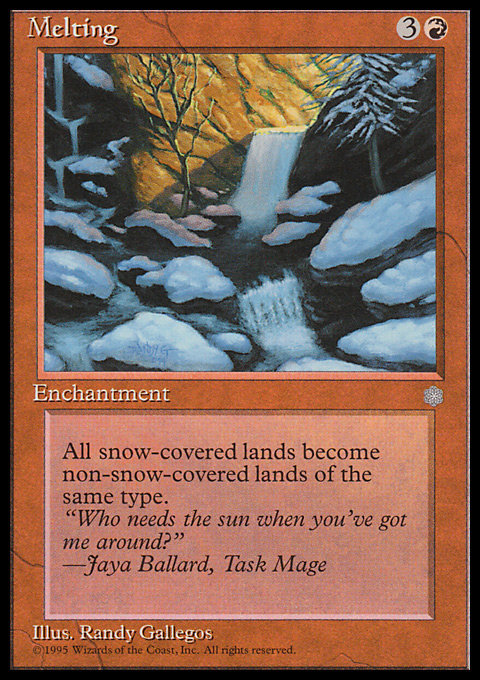 Melting 3
Enchantment
All snow-covered lands become
non-snow-covered lands of the
same type.
“Who needs the sun when you’ve got
me around?”
—Jaya Ballard, Task Mage
Illus. Randy Gallegos
© 1995 Wizards of the Coast, Inc. All rights reserved.